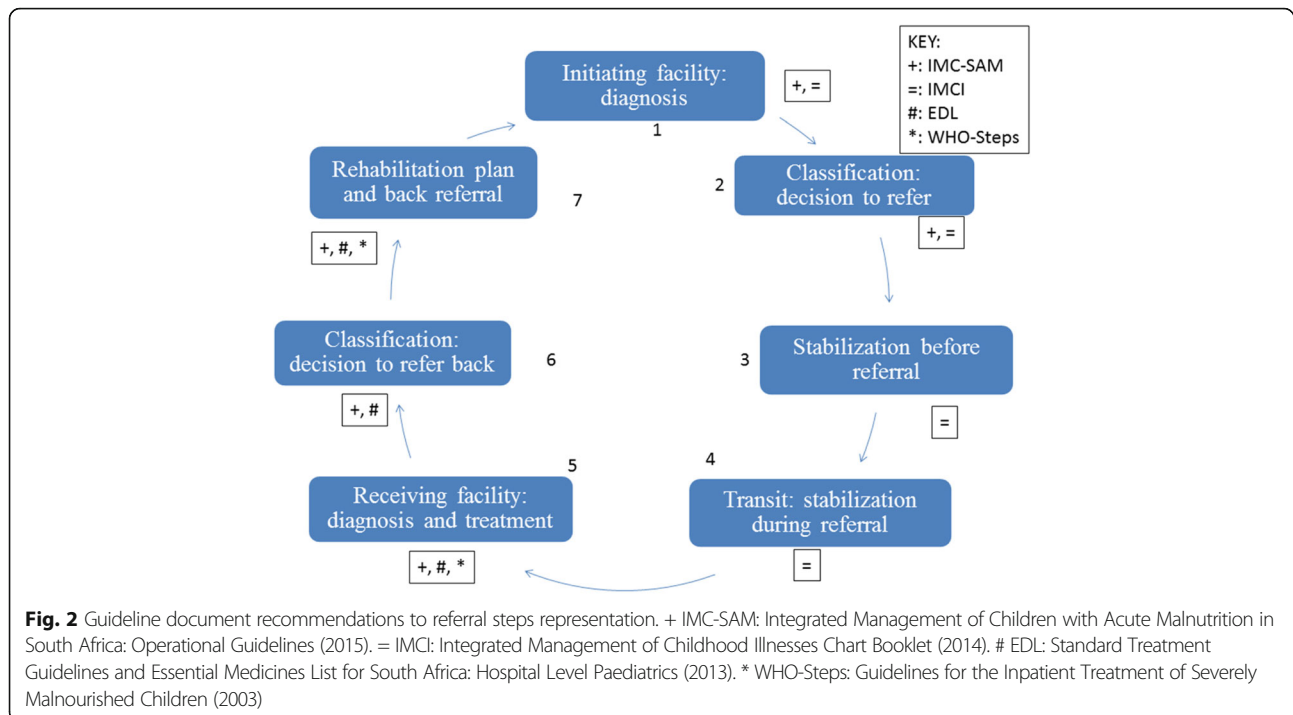 KEY:
+: IMC-SAM
=: IMCI
#: EDL
*: WHO-Steps
Initiating facility:
diagnosis
+, =
1
Classification:
decision to refer
2
+, =
Stabilization before
referral
3
=
Transit: stabilization
during referral
4
=
Receiving facility:
diagnosis and treatment
5
+, #, *
Classification:
decision to refer back
6
+, #
Rehabilitation plan
and back referral
7
+, #, *
Fig. 2 Guideline document recommendations to referral steps representation. + IMC-SAM: Integrated Management of Children with Acute Malnutrition in
South Africa: Operational Guidelines (2015). = IMCI: Integrated Management of Childhood Illnesses Chart Booklet (2014). # EDL: Standard Treatment
Guidelines and Essential Medicines List for South Africa: Hospital Level Paediatrics (2013). * WHO-Steps: Guidelines for the Inpatient Treatment of Severely
Malnourished Children (2003)